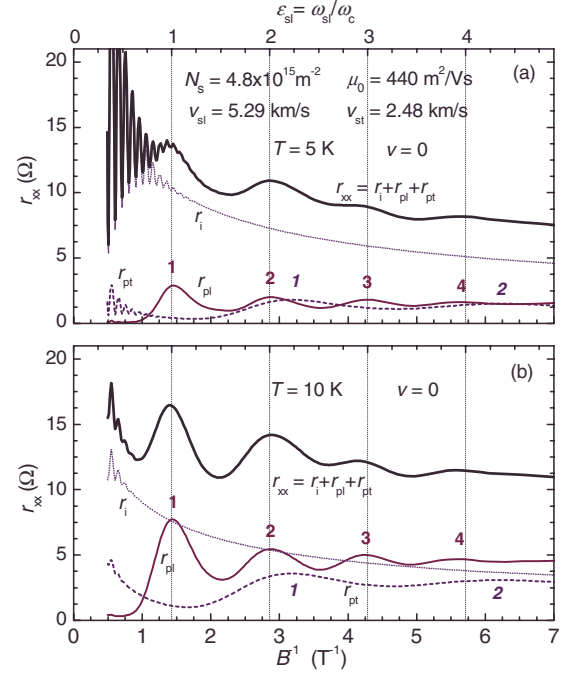 ε_sl = ω_sl/ω_c
0 1 2 3 4
(a)
N_s = 4.8x10^15 m^-2 μ_0 = 440 m^2/Vs
v_sl = 5.29 km/s v_st = 2.48 km/s
T = 5 K v = 0
r_xx = r_i+r_pl+r_pt
r_i
r_pt 1 r_pl 2 1 3 4 2
20
15
10
5
0
r_xx (Ω)
(b)
T = 10 K v = 0
r_xx = r_i+r_pl+r_pt
r_i
1 2 3 4
r_pl
1 r_pt 2
20
15
10
5
0
r_xx (Ω)
0 1 2 3 4 5 6 7
B^-1 (T^-1)